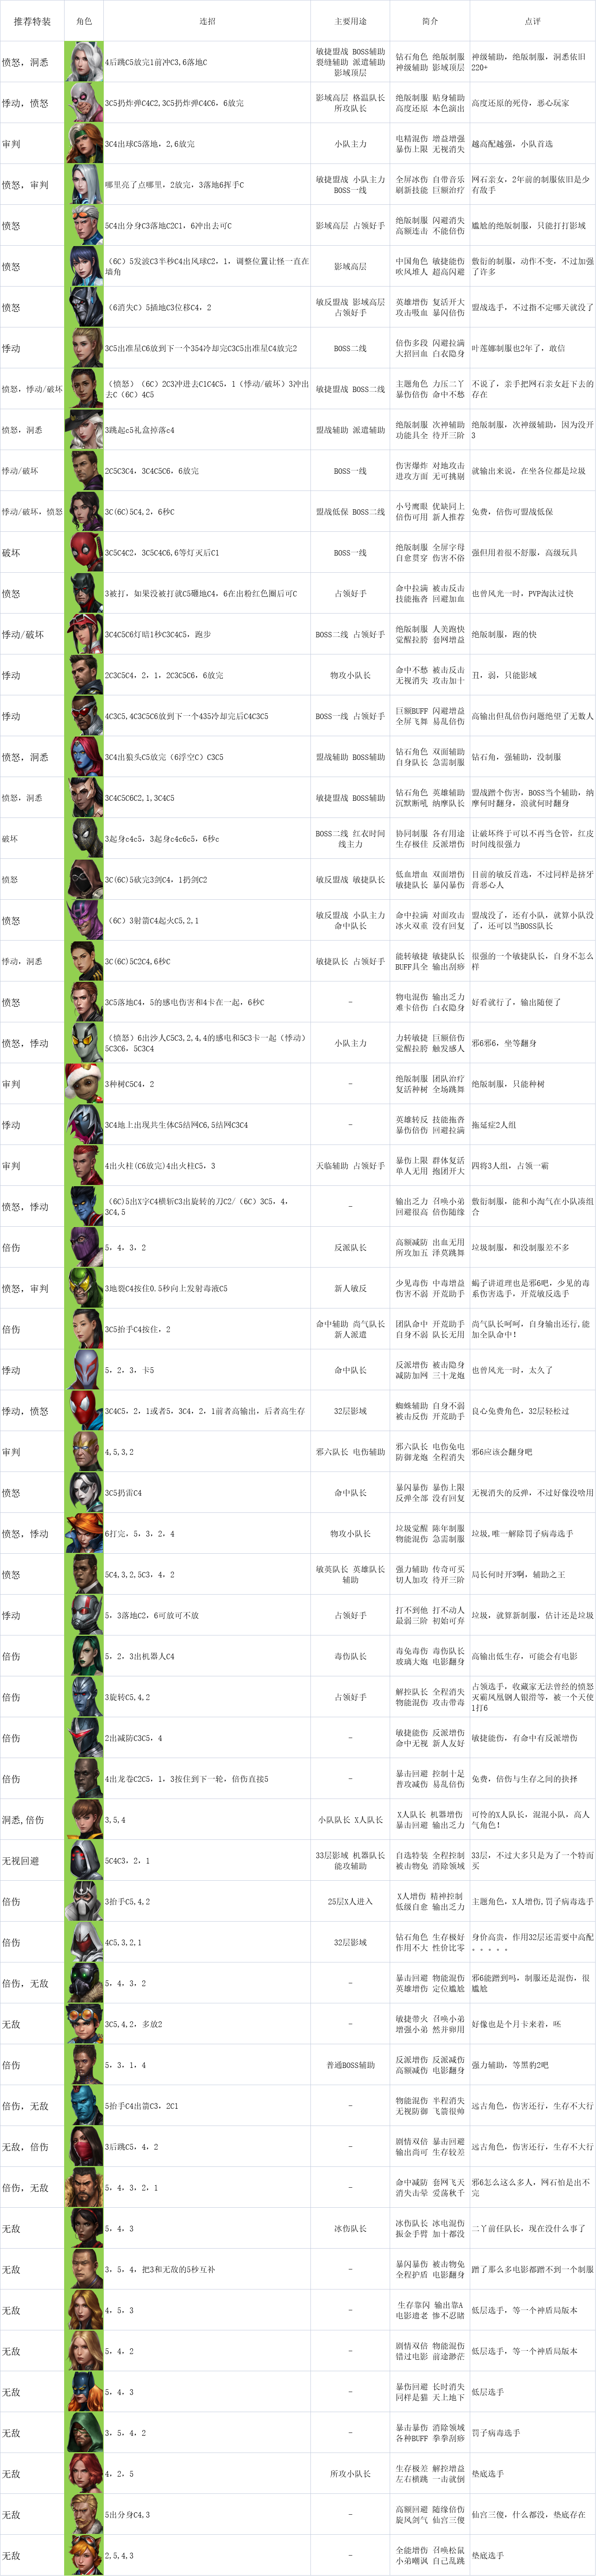 推荐特装 角色 连招 主要用途 简介 点评
愤怒, 洞悉 4后跳C5放完1前冲C3,6落地C 敏捷盟战 BOSS辅助 裂缝辅助 派遣辅助 影域顶层 钻石角色 绝版制服 神级辅助 影域顶层 神级辅助, 绝版制服, 洞悉依旧220+
悸动, 愤怒 3C5扔炸弹C4C2,3C5扔炸弹C4C6, 6放完 影域高层 格温队长 所攻队长 绝版制服 贴身辅助 高度还原 本色演出 高度还原的死侍, 恶心玩家
审判 3C4出球C5落地, 2,6放完 小队主力 电精混伤 增益增强 暴伤上限 无视消失 越高配越强, 小队首选
愤怒, 审判 哪里亮了点哪里, 2放完, 3落地6挥手C 敏捷盟战 小队主力 BOSS一线 全屏冰伤 自带音乐 刷新技能 巨额治疗 网石亲女, 2年前的制服依旧是少有敌手
愤怒 5C4出分身C3落地C2C1, 6冲出去可C 影域高层 占领好手 绝版制服 闪避消失 高额连击 不能倍伤 尴尬的绝版制服, 只能打打影域
愤怒 (6C) 5发波C3半秒C4出风球C2, 1, 调整位置让怪一直在墙角 影域高层 中国角色 敏捷能伤 吹风堆人 超高闪避 敷衍的制服, 动作不变, 不过加强了许多
愤怒 (6消失C) 5插地C3位移C4, 2 敏反盟战 影域高层 占领好手 英雄增伤 复活开大 攻击吸血 暴闪倍伤 盟战选手, 不过指不定哪天就没了
悸动 3C5出准星C6放到下一个354冷却完C3C5出准星C4放完2 BOSS二线 倍伤多段 闪避拉满 大招回血 白衣隐身 叶莲娜制服也2年了, 敢信
愤怒, 悸动/破坏 (愤怒) (6C) 2C3冲进去C1C4C5, 1 (悸动/破坏) 3冲出去C (6C) 4C5 敏捷盟战 BOSS二线 主题角色 力压二丫 暴伤倍伤 命中不愁 不说了, 亲手把网石亲女赶下去的存在
愤怒, 洞悉 3跳起c5礼盒掉落c4 盟战辅助 派遣辅助 绝版制服 次神辅助 功能具全 待开三阶 绝版制服, 次神级辅助, 因为没开3
悸动/破坏 2C5C3C4, 3C4C5C6, 6放完 BOSS一线 伤害爆炸 对地攻击 进攻方面 无可挑剔 就输出来说, 在坐各位都是垃圾
悸动/破坏, 愤怒 3C(6C)5C4,2, 6秒C 盟战低保 BOSS二线 小号鹰眼 优缺同上 倍伤可用 新人推荐 免费, 倍伤可盟战低保
破坏 3C5C4C2, 3C5C4C6,6等灯灭后C1 BOSS一线 绝版制服 全屏字母 自愈贯穿 伤害不俗 强但用着很不舒服, 高级玩具
愤怒 3被打, 如果没被打就C5砸地C4, 6在出粉红色圈后可C 占领好手 命中拉满 被击反击 技能拖沓 回避加血 也曾风光一时, PVP淘汰过快
悸动/破坏 3C4C5C6灯暗1秒C3C4C5, 跑步 BOSS二线 占领好手 绝版制服 人美跑快 觉醒拉胯 套网增益 绝版制服, 跑的快
悸动 2C3C5C4, 2, 1, 2C3C5C6, 6放完 物攻小队长 命中不愁 被击反击 无视消失 攻击加十 丑, 弱, 只能影域
悸动 4C3C5,4C3C5C6放到下一个435冷却完后C4C3C5 BOSS一线 占领好手 巨额BUFF 闪避增益 全屏飞舞 易乱倍伤 高输出但乱倍伤问题绝望了无数人
愤怒, 洞悉 3C4出狼头C5放完 (6浮空C) C3C5 盟战辅助 BOSS辅助 钻石角色 双面辅助 自身队长 急需制服 钻石角, 强辅助, 没制服
愤怒, 洞悉 3C4C5C6C2,1,3C4C5 敏捷盟战 BOSS辅助 钻石角色 英雄辅助 沉默断吼 纳摩队长 盟战蹭个伤害, BOSS当个辅助, 纳摩何时翻身, 浪就何时翻身
破坏 3起身c4c5, 3起身c4c6c5, 6秒c BOSS二线 红衣时间线主力 协同制服 各有用途 生存极佳 反派增伤 让破坏终于可以不再当仓管, 红皮时间线很强力
愤怒 3C(6C)5砍完3剑C4, 1扔剑C2 敏反盟战 敏捷队长 低血增血 双面增伤 敏捷队长 暴闪暴伤 目前的敏反首选, 不过同样是挤牙膏恶心人
愤怒 (6C) 3射箭C4起火C5,2,1 敏反盟战 小队主力 命中队长 命中拉满 对面攻击 冰火双重 没有回复 盟战没了, 还有小队, 就算小队没了, 还可以当BOSS队长
悸动, 洞悉 3C(6C)5C2C4,6秒C 敏捷队长 占领好手 能转敏捷 敏捷队长 BUFF具全 输出刮痧 很强的一个敏捷队长, 自身不怎么样
愤怒 3C5落地C4, 5的感电伤害和4卡在一起, 6秒C - 物电混伤 输出乏力 难卡倍伤 白衣隐身 好看就行了, 输出随便了
愤怒, 悸动 (愤怒) 6出沙人C5C3,2,4,4的感电和5C3卡一起 (悸动) 5C3C6, 5C3C4 小队主力 力转敏捷 巨额倍伤 觉醒拉胯 触发感人 邪6邪6, 坐等翻身
审判 3种树C5C4, 2 - 绝版制服 团队治疗 复活种树 全场跳舞 绝版制服, 只能种树
悸动 3C4地上出现共生体C5结网C6,5结网C3C4 - 英雄转反 技能拖沓 暴伤倍伤 回避拉满 拖延症2人组
审判 4出火柱(C6放完)4出火柱C5, 3 天临辅助 占领好手 暴伤上限 群体复活 单人无用 抱团开大 四将3人组, 占领一霸
愤怒, 悸动 (6C)5出X字C4横斩C3出旋转的刀C2/ (6C) 3C5, 4, 3C4,5 - 输出乏力 召唤小弟 回避很高 倍伤随缘 敷衍制服, 能和小淘气在小队凑组合
倍伤 5, 4, 3, 2 反派队长 高额减防 出血无用 所攻加五 泽莫跳舞 垃圾制服, 和没制服差不多
愤怒, 审判 3地裂C4按住0.5秒向上发射毒液C5 新人敏反 少见毒伤 中毒增益 伤害不弱 开荒助手 蝎子讲道理也是邪6吧, 少见的毒系伤害选手, 开荒敏反选手
倍伤 3C5抬手C4按住, 2 命中辅助 尚气队长 新人派遣 团队命中 开荒助手 自身不弱 队长无用 尚气队长呵呵, 自身输出还行,能加全队命中!
悸动 5, 2, 3, 卡5 命中队长 反派增伤 被击隐身 减防加网 三十龙炮 也曾风光一时, 太久了
悸动, 愤怒 3C4C5, 2, 1或者5, 3C4, 2, 1前者高输出, 后者高生存 32层影域 蜘蛛辅助 自身不弱 被击反伤 开荒助手 良心免费角色, 32层轻松过
审判 4,5,3,2 邪六队长 电伤辅助 邪六队长 电伤免电 防御龙炮 全程消失 邪6应该会翻身吧
愤怒 3C5扔雷C4 命中队长 暴闪暴伤 暴伤上限 反弹全部 没有回复 无视消失的反弹, 不过好像没啥用
愤怒, 悸动 6打完, 5, 3, 2, 4 物攻小队长 垃圾觉醒 陈年制服 物能混伤 急需制服 垃圾,唯一解除罚子病毒选手
愤怒 5C4,3,2,5C3, 4, 2 敏英队长 英雄队长 辅助 强力辅助 传奇可买 切人加攻 待开三阶 局长何时开3啊, 辅助之王
悸动 5, 3落地C2, 6可放可不放 占领好手 打不到他 打不动人 最弱三阶 初始可弃 垃圾, 就算新制服, 估计还是垃圾
倍伤 5, 2, 3出机器人C4 毒伤队长 毒免毒伤 毒伤队长 玻璃大炮 电影翻身 高输出低生存, 可能会有电影
倍伤 3旋转C5,4,2 占领好手 解控队长 全程消失 物能混伤 攻击带毒 占领选手, 收藏家无法曾经的愤怒灭霸凤凰钢人银滑等, 被一个天使1打6
倍伤 2出减防C3C5, 4 - 敏捷能伤 反派增伤 命中无视 新人友好 敏捷能伤, 有命中有反派增伤
倍伤 4出龙卷C2C5, 1, 3按住到下一轮, 倍伤直接5 - 暴击回避 控制十足 普攻减伤 易乱倍伤 免费, 倍伤与生存之间的抉择
洞悉,倍伤 3,5,4 小队队长 X人队长 X人队长 机器增伤 暴击回避 输出乏力 可怜的X人队长, 混混小队, 高人气角色!
无视回避 5C4C3, 2, 1 33层影域 机器队长 能攻辅助 自选特装 全程控制 被击物免 消除领域 33层, 不过大多只是为了一个特而买
倍伤 3抬手C5,4,2 25层X人进入 X人增伤 精神控制 低级自愈 输出乏力 主题角色, X人增伤,罚子病毒选手
倍伤 4C5,3,2,1 32层影域 钻石角色 生存极好 作用不大 性价比零 身价高贵, 作用32层还需要中高配。。。。。
倍伤, 无敌 5, 4, 3, 2 - 暴击回避 物能混伤 英雄增伤 定位尴尬 邪6能蹭到吗, 制服还是混伤, 很尴尬
无敌 3C5,4,2, 多放2 - 敏捷带火 召唤小弟 增强小弟 然并卵用 好像也是个月卡来着, 呸
倍伤 5, 3, 1, 4 普通BOSS辅助 反派增伤 反派减伤 高额减伤 电影翻身 强力辅助, 等黑豹2吧
倍伤, 无敌 5抬手C4出箭C3, 2C1 - 物能混伤 半程消失 无视防御 飞箭很帅 远古角色, 伤害还行, 生存不大行
无敌, 倍伤 3后跳C5, 4, 2 - 剧情双倍 暴击回避 输出尚可 生存较差 远古角色, 伤害还行, 生存不大行
倍伤, 无敌 5, 4, 3, 2, 1 - 命中减防 套网飞天 消失击晕 爱荡秋千 邪6怎么这么多人, 网石怕是出不完
无敌 5, 4, 3 冰伤队长 冰伤队长 冰电混伤 振金手臂 加十都没 二丫前任队长, 现在没什么事了
无敌 3, 5, 4, 把3和无敌的5秒互补 - 暴闪暴伤 被击物免 全程护盾 电影翻身 蹭了那么多电影都蹭不到一个制服
无敌 4, 5, 3 - 生存靠闪 输出靠A 电影遗老 惨不忍睹 低层选手, 等一个神盾局版本
无敌 5, 4, 2 - 剧情双倍 物能混伤 错过电影 前途渺茫 低层选手, 等一个神盾局版本
无敌 5, 4, 3 - 暴伤回避 长时消失 同样是猫 天上地下 低层选手
无敌 3, 5, 4, 2 - 暴击暴伤 消除领域 各种BUFF 拳拳刮痧 罚子病毒选手
无敌 4, 2, 5 所攻小队长 生存极差 解控增益 左右横跳 一击就倒 垫底选手
无敌 5出分身C4,3 - 高额回避 随缘倍伤 旋风剑气 仙宫三傻 仙宫三傻, 什么都没, 垫底存在
无敌 2,5,4,3 - 全能增伤 召唤松鼠 小弟嘲讽 自己乱跳 垫底选手